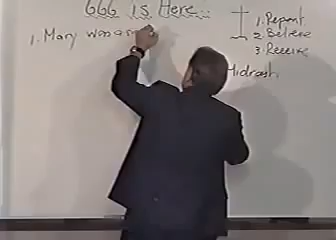 666 is Here...
1. Mary was a
1. Repent
2. Believe
3. Receive
Midrash